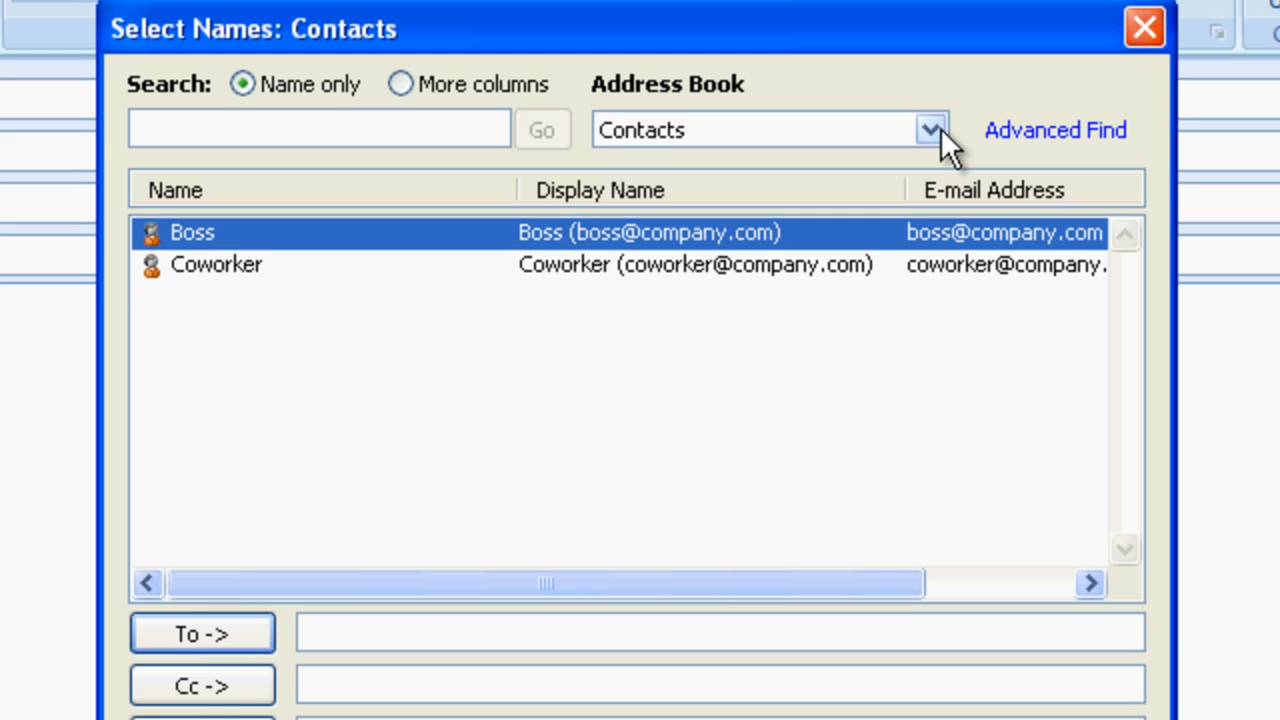 Select Names: Contacts
Search: Name only More columns Address Book
Go Contacts Advanced Find
Name Display Name E-mail Address
Boss Boss (boss@company.com) boss@company.com
Coworker Coworker (coworker@company.com) coworker@company.
To ->
Cc ->